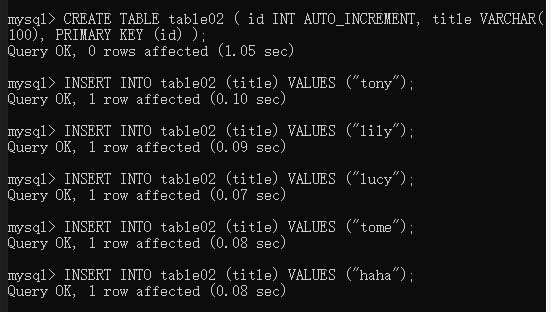 mysql> CREATE TABLE table02 ( id INT AUTO_INCREMENT, title VARCHAR(
100), PRIMARY KEY (id) );
Query OK, 0 rows affected (1.05 sec)
mysql> INSERT INTO table02 (title) VALUES ("tony");
Query OK, 1 row affected (0.10 sec)
mysql> INSERT INTO table02 (title) VALUES ("lily");
Query OK, 1 row affected (0.09 sec)
mysql> INSERT INTO table02 (title) VALUES ("lucy");
Query OK, 1 row affected (0.07 sec)
mysql> INSERT INTO table02 (title) VALUES ("tome");
Query OK, 1 row affected (0.08 sec)
mysql> INSERT INTO table02 (title) VALUES ("haha");
Query OK, 1 row affected (0.08 sec)